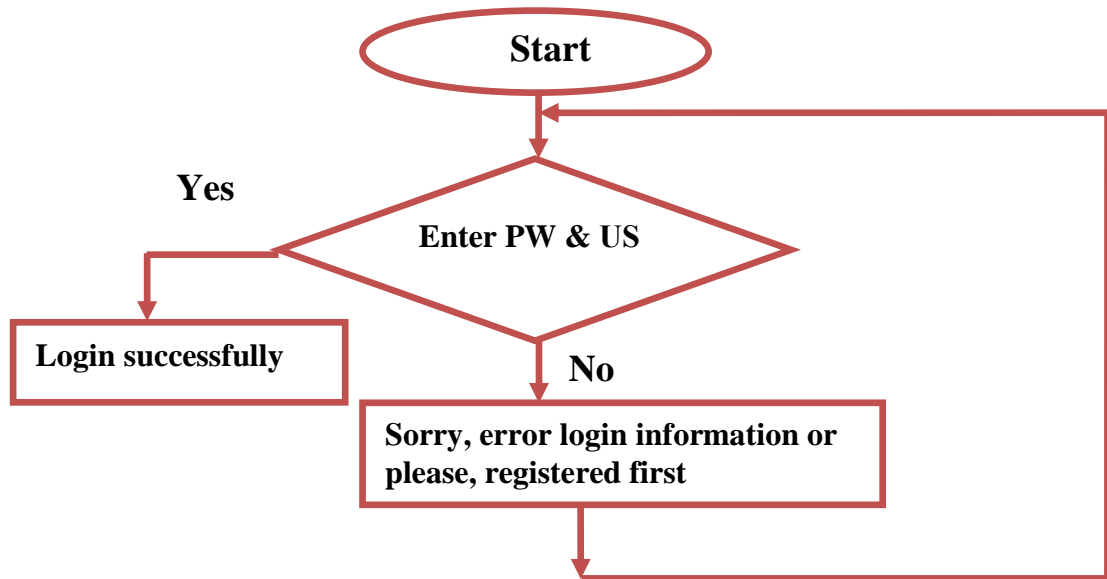 Start
Yes
Enter PW & US
Login successfully
No
Sorry, error login information or
please, registered first